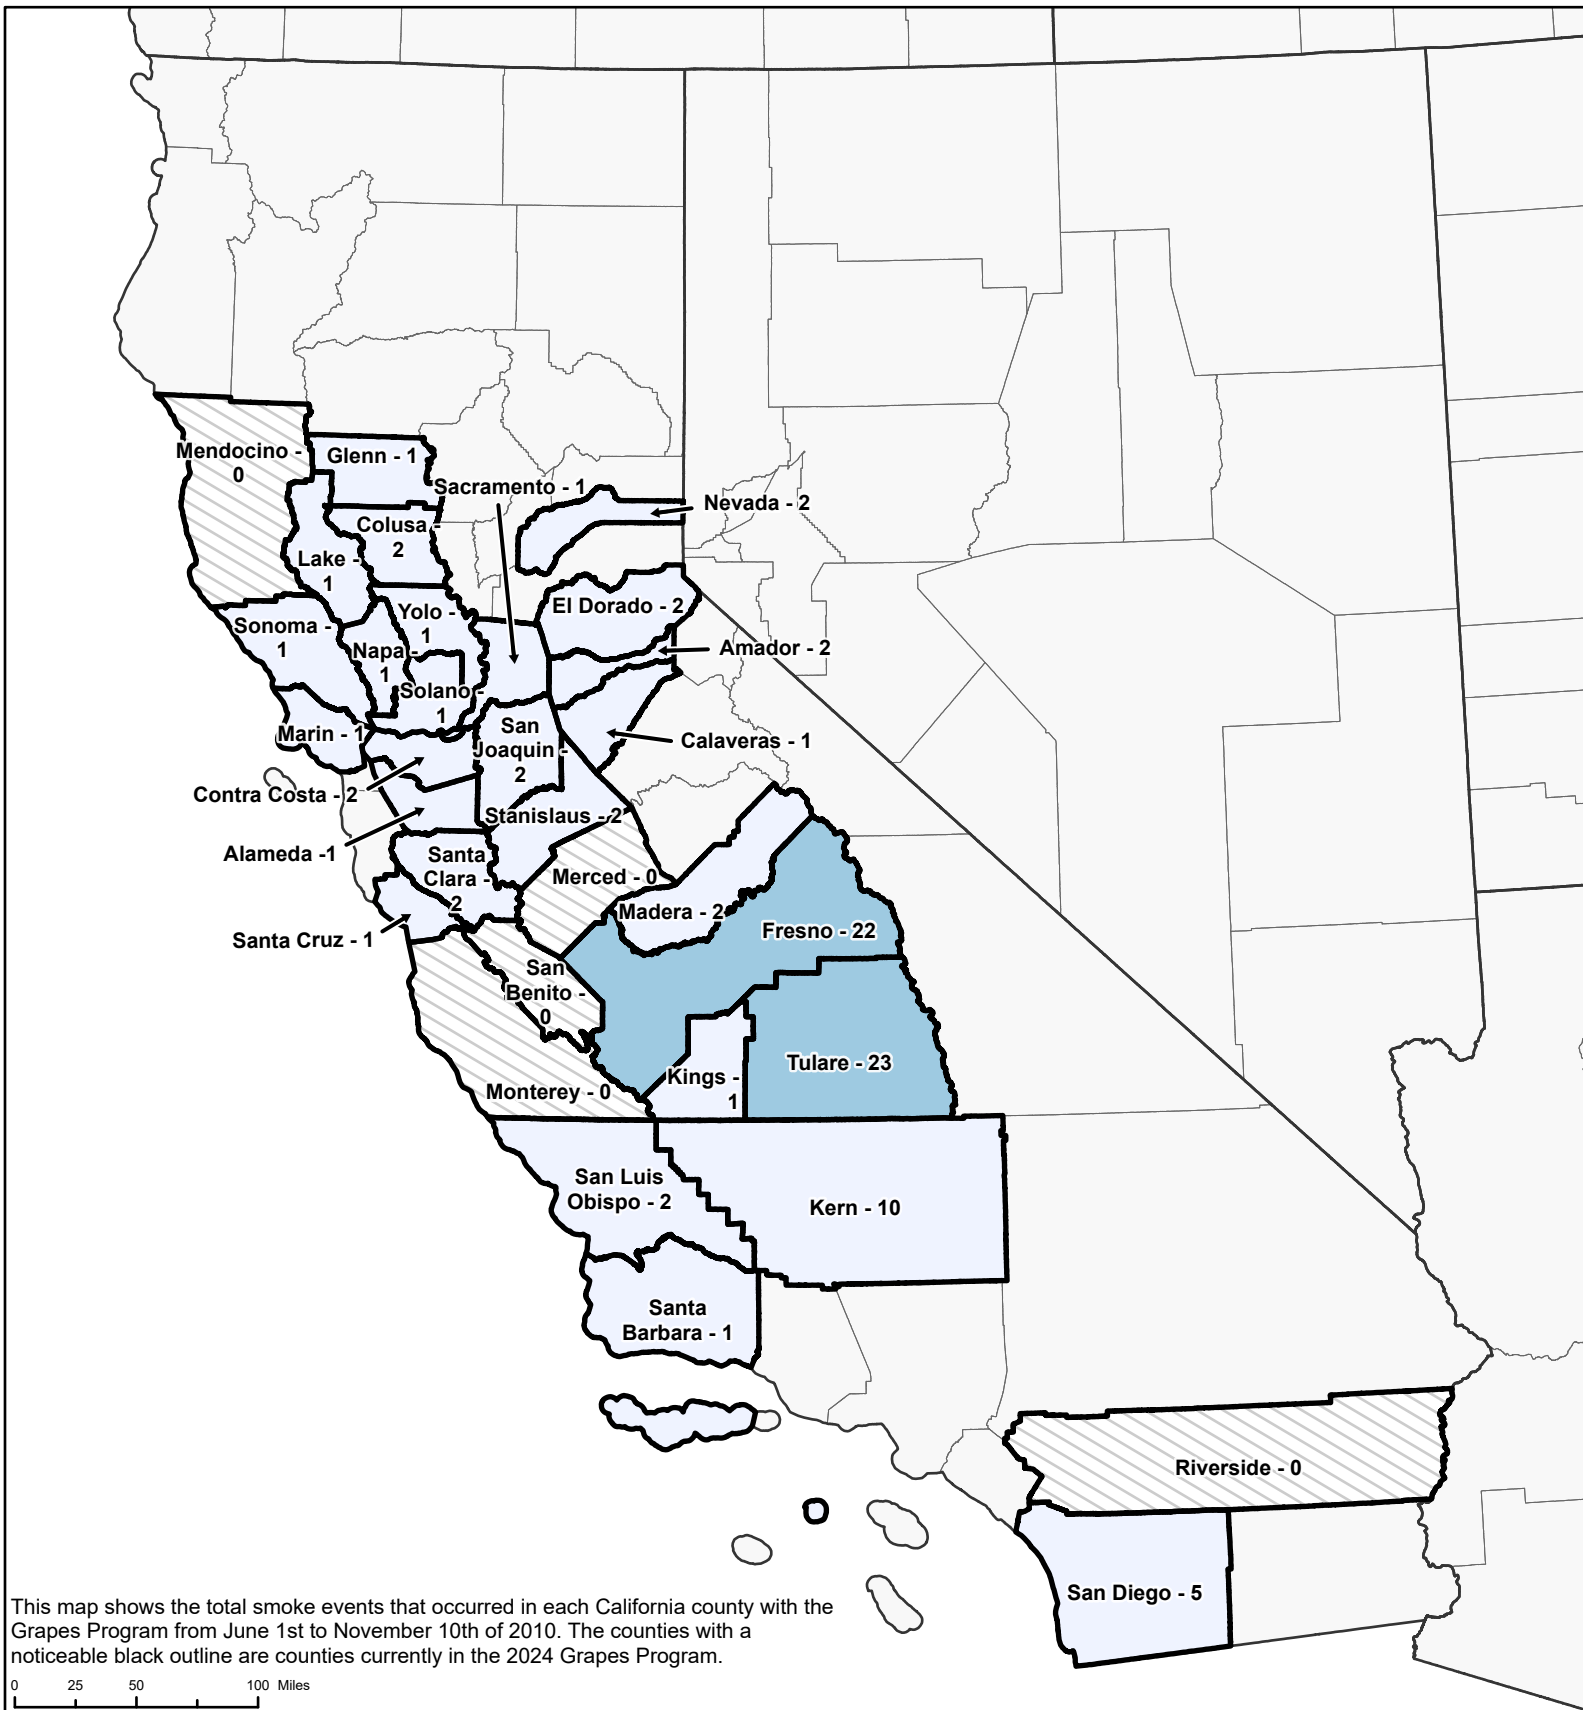 Mendocino -
0
Glenn - 1
Sacramento - 1
Nevada - 2
Colusa -
2
Lake -
1
El Dorado - 2
Yolo -
1
Sonoma -
1
Napa -
1
Amador - 2
Solano -
1
Marin - 1
San
Joaquin -
2
Calaveras - 1
Contra Costa - 2
Stanislaus - 2
Alameda -1
Santa
Clara -
2
Merced - 0
Madera - 2
Santa Cruz - 1
Fresno - 22
San
Benito -
0
Tulare - 23
Kings -
1
Monterey - 0
San Luis
Obispo - 2
Kern - 10
Santa
Barbara - 1
Riverside - 0
San Diego - 5
This map shows the total smoke events that occurred in each California county with the
Grapes Program from June 1st to November 10th of 2010. The counties with a
noticeable black outline are counties currently in the 2024 Grapes Program.
0 25 50 100 Miles